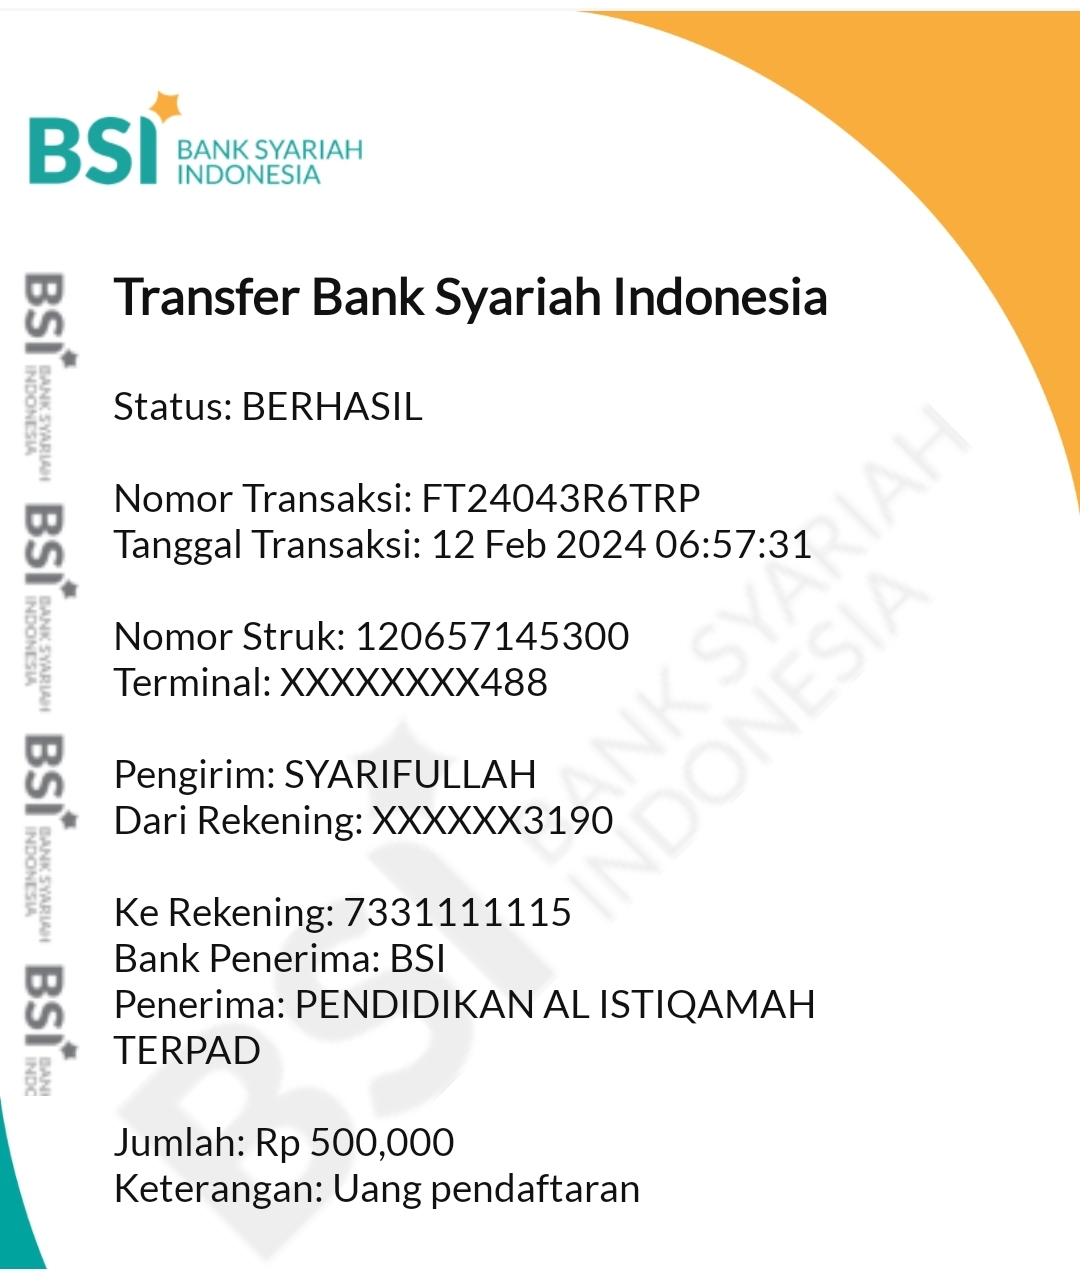 BSI BANK SYARIAH
INDONESIA
Transfer Bank Syariah Indonesia
Status: BERHASIL
Nomor Transaksi: FT24043R6TRP
Tanggal Transaksi: 12 Feb 2024 06:57:31
Nomor Struk: 120657145300
Terminal: XXXXXXXX488
Pengirim: SYARIFULLAH
Dari Rekening: XXXXXX3190
Ke Rekening: 7331111115
Bank Penerima: BSI
Penerima: PENDIDIKAN AL ISTIQAMAH
TERPAD
Jumlah: Rp 500,000
Keterangan: Uang pendaftaran
BSI BANK SYARIAH
INDONESIA
BSI BANK SYARIAH
INDONESIA
BSI BANK SYARIAH
INDONESIA
BSI BANK SYARIAH
INDONESIA
BSI BANI
INDO